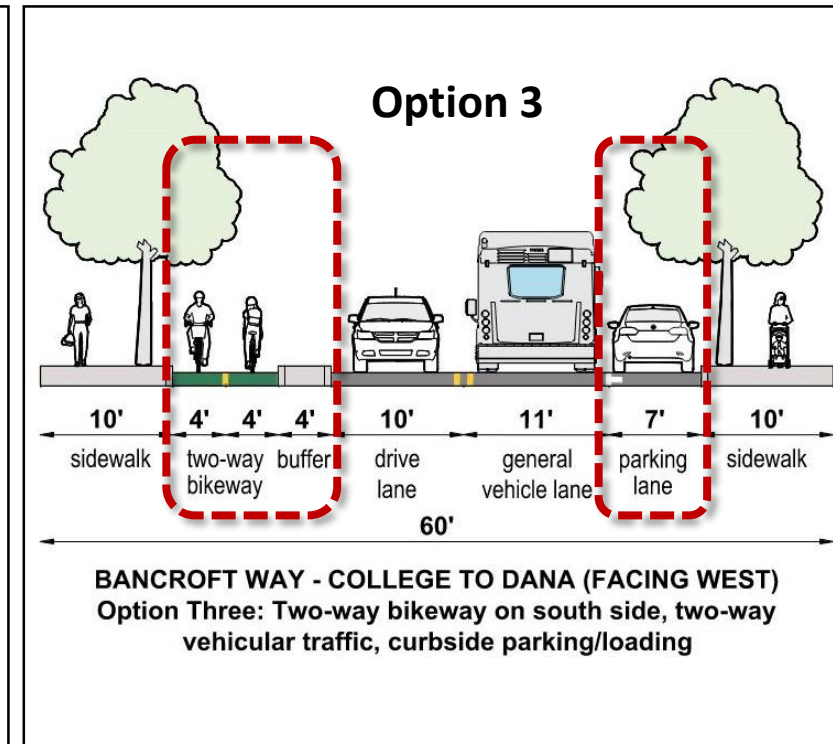 Option 3
10' 4' 4' 4' 10' 11' 7' 10'
sidewalk two-way buffer drive general parking sidewalk
bikeway lane vehicle lane lane
60'
BANCROFT WAY - COLLEGE TO DANA (FACING WEST)
Option Three: Two-way bikeway on south side, two-way
vehicular traffic, curbside parking/loading